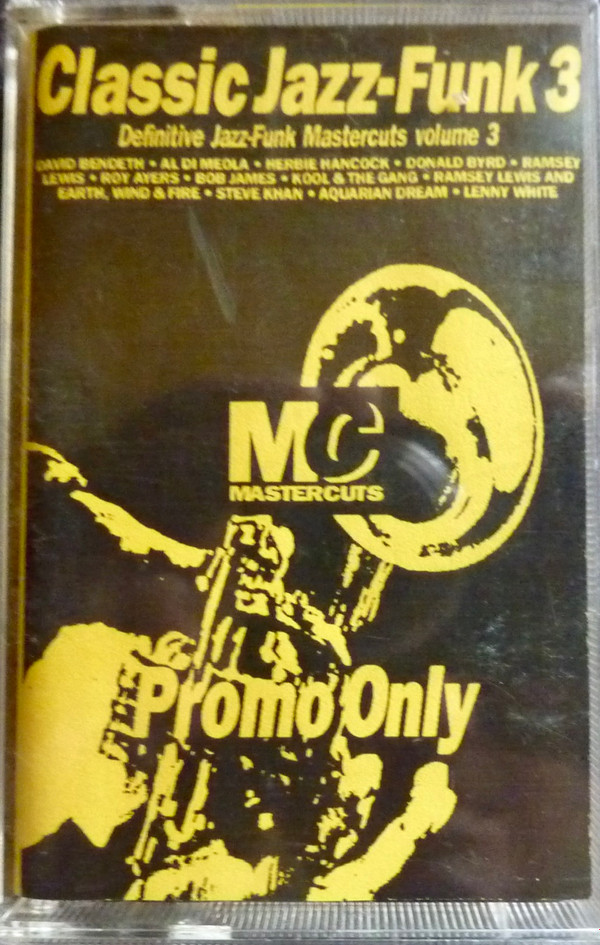 Classic Jazz-Funk 3
Definitive Jazz-Funk Mastercuts volume 3
DAVID BENDETH • AL DI MEOLA • HERBIE HANCOCK • DONALD BYRD • RAMSEY
LEWIS • ROY AYERS • BOB JAMES • KOOL & THE GANG • RAMSEY LEWIS AND
EARTH, WIND & FIRE • STEVE KHAN • AQUARIAN DREAM • LENNY WHITE
MC
MASTERCUTS
Promo Only